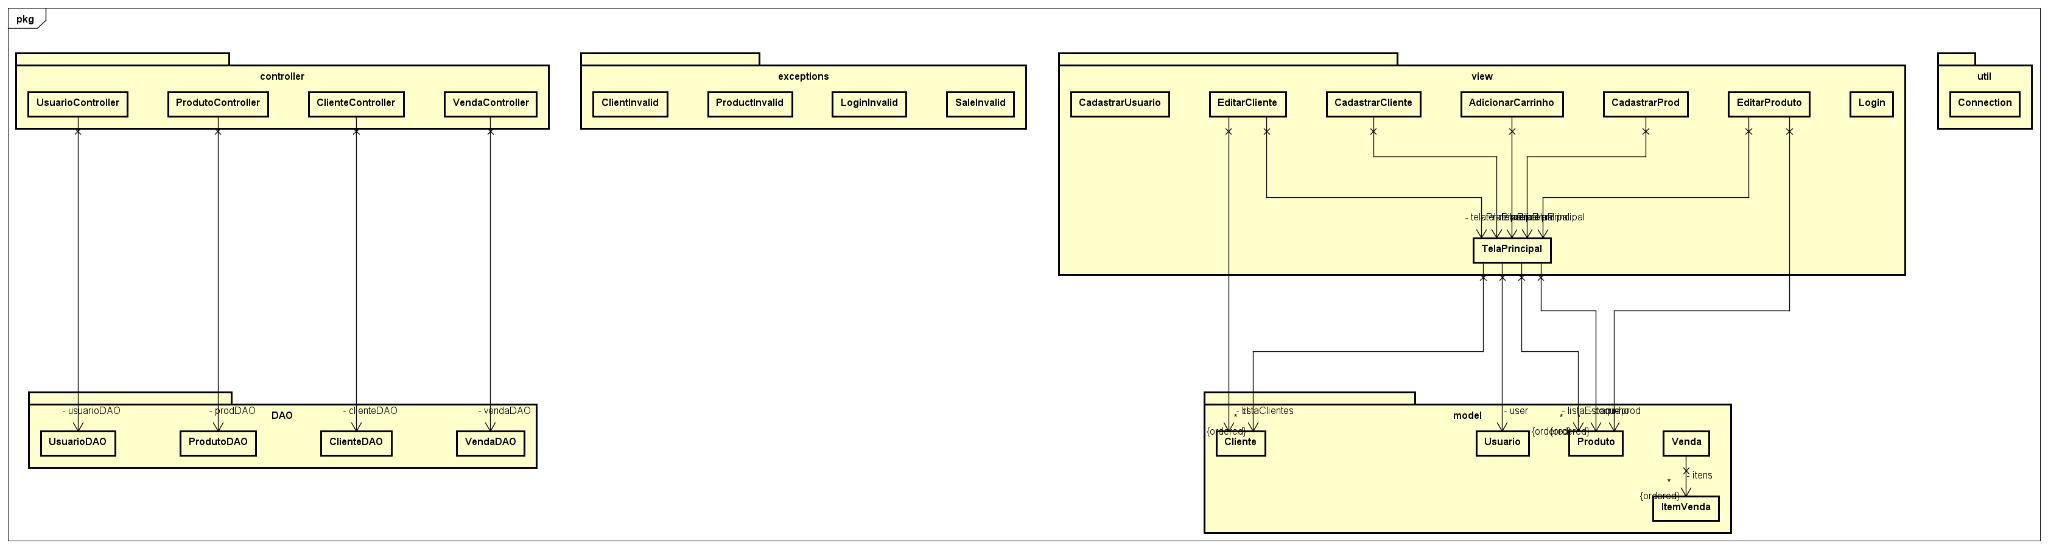 pkg
controller
UsuarioController
ProdutoController
ClienteController
VendaController
exceptions
ClientInvalid
ProductInvalid
LoginInvalid
SaleInvalid
view
CadastrarUsuario
EditarCliente
CadastrarCliente
AdicionarCarrinho
CadastrarProd
EditarProduto
Login
util
Connection
TelaPrincipal
DAO
- usuarioDAO
- prodDAO
- clienteDAO
- vendaDAO
UsuarioDAO
ProdutoDAO
ClienteDAO
VendaDAO
model
- listaClientes
*
{ordered}
- user
*
{ordered}
*
{ordered}
Cliente
Usuario
Produto
Venda
- itens
*
{ordered}
ItemVenda